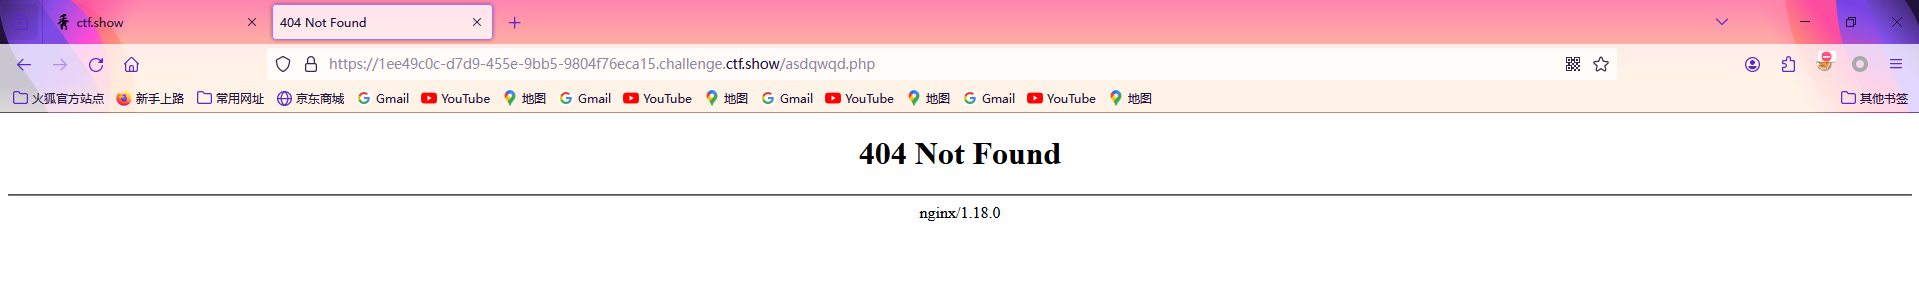 ctf.show
404 Not Found
https://1ee49c0c-d7d9-455e-9bb5-9804f76eca15.challenge.ctf.show/asdqwqd.php
火狐官方站点 新手上路 常用网址 京东商城 Gmail YouTube 地图 Gmail YouTube 地图 Gmail YouTube 地图 Gmail YouTube 地图 其他书签
404 Not Found
nginx/1.18.0